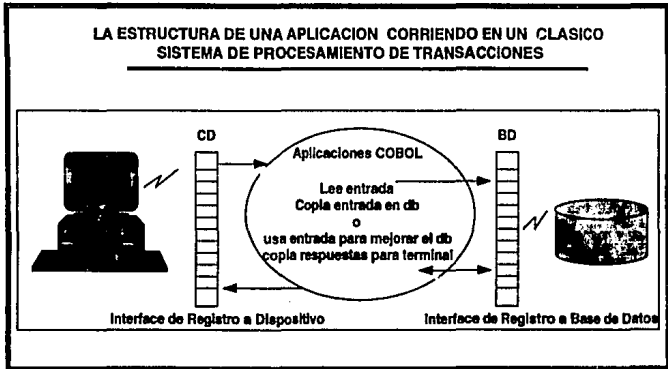 LA ESTRUCTURA DE UNA APLICACION CORRIENDO EN UN CLASICO
SISTEMA DE PROCESAMIENTO DE TRANSACCIONES
CD
BD
Aplicaciones COBOL
Lee entrada
Copia entrada en db
o
usa entrada para mejorar el db
copia respuestas para terminal
Interface de Registro a Dispositivo
Interface de Registro a Base de Datos